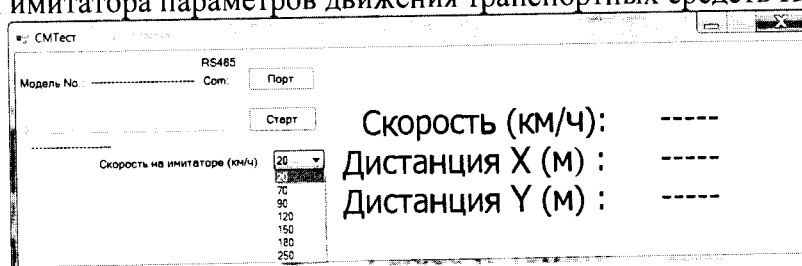 имитатора параметров движения транспортных средств
СМТест
RS485
Модель No.: ---------------- Com: Порт
Старт
Скорость (км/ч): -----
Дистанция X (м) : -----
Дистанция Y (м) : -----
----------------
Скорость на имитаторе (км/ч) 20
20
70
90
120
150
180
250